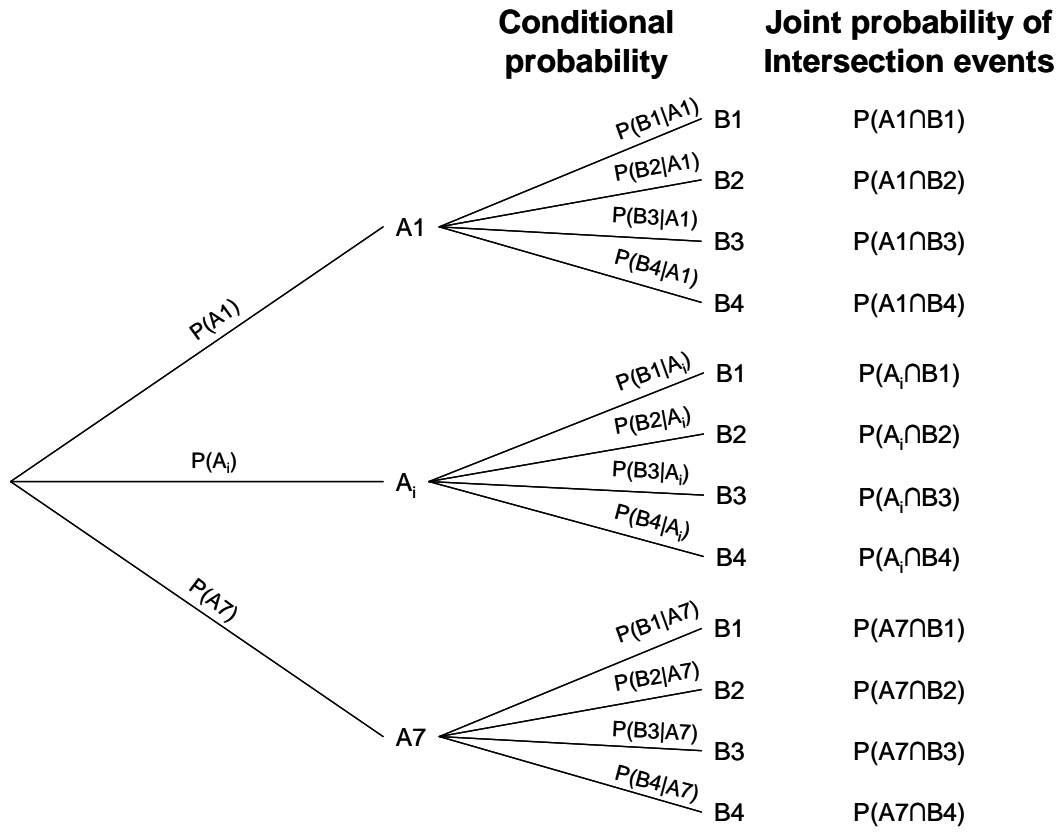 Conditional probability
Joint probability of Intersection events
P(A1)
A1
P(B1|A1) B1 P(A1∩B1)
P(B2|A1) B2 P(A1∩B2)
P(B3|A1) B3 P(A1∩B3)
P(B4|A1) B4 P(A1∩B4)
P(Aᵢ)
Aᵢ
P(B1|Aᵢ) B1 P(Aᵢ∩B1)
P(B2|Aᵢ) B2 P(Aᵢ∩B2)
P(B3|Aᵢ) B3 P(Aᵢ∩B3)
P(B4|Aᵢ) B4 P(Aᵢ∩B4)
P(A7)
A7
P(B1|A7) B1 P(A7∩B1)
P(B2|A7) B2 P(A7∩B2)
P(B3|A7) B3 P(A7∩B3)
P(B4|A7) B4 P(A7∩B4)